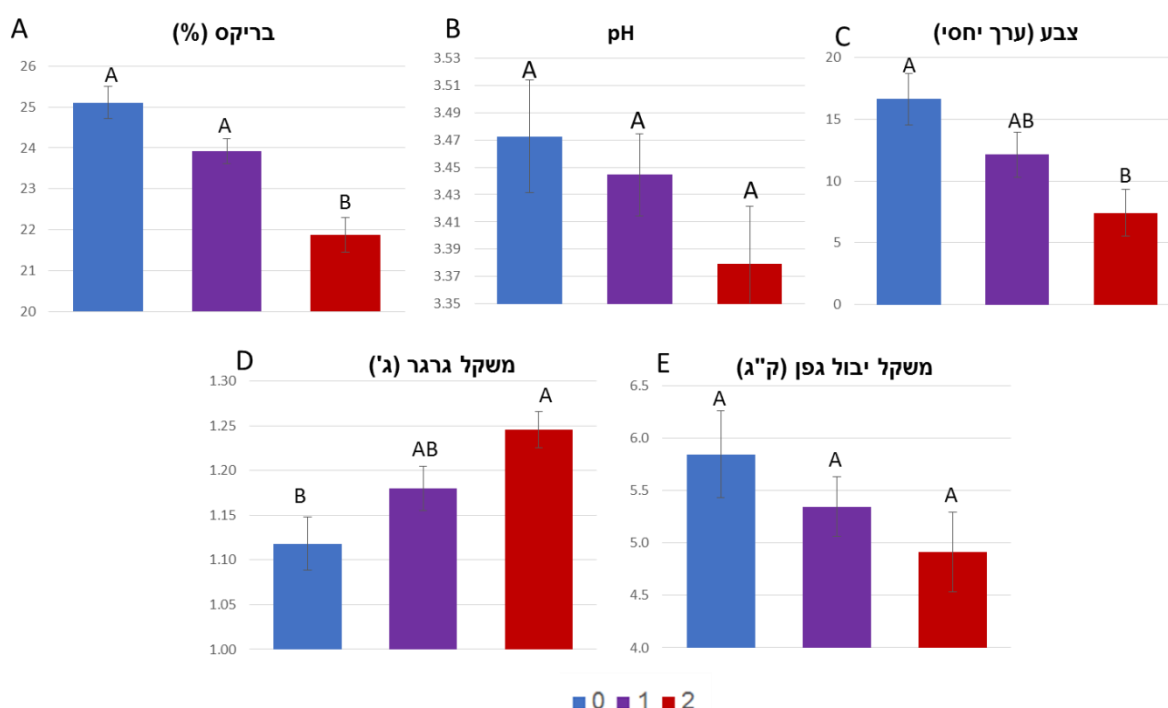 A
בריקס (%)
26
25
24
23
22
21
20
A
A
B
B
pH
3.53
3.51
3.49
3.47
3.45
3.43
3.41
3.39
3.37
3.35
A
A
A
C
צבע (ערך יחסי)
20
15
10
5
0
A
AB
B
D
משקל גרגר (ג')
1.30
1.25
1.20
1.15
1.10
1.05
1.00
B
AB
A
E
משקל יבול גפן (ק"ג)
6.5
6.0
5.5
5.0
4.5
4.0
A
A
A
0 1 2